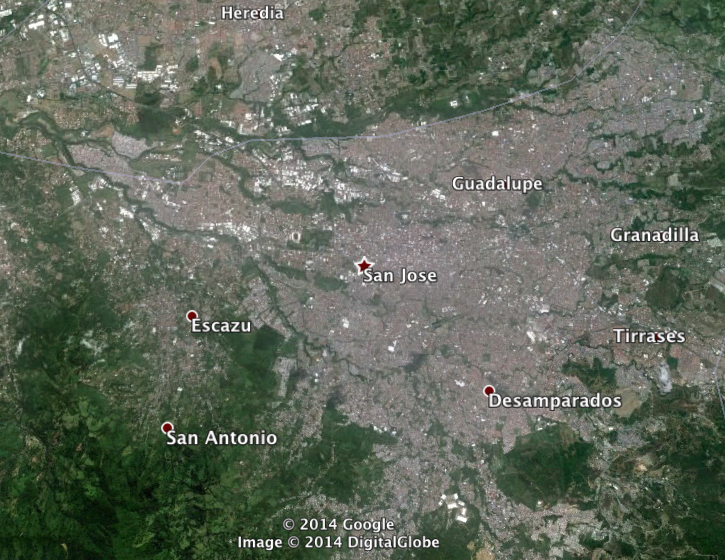 Heredia
Guadalupe
Granadilla
San Jose
Escazu
Tirrases
Desamparados
San Antonio
© 2014 Google
Image © 2014 DigitalGlobe